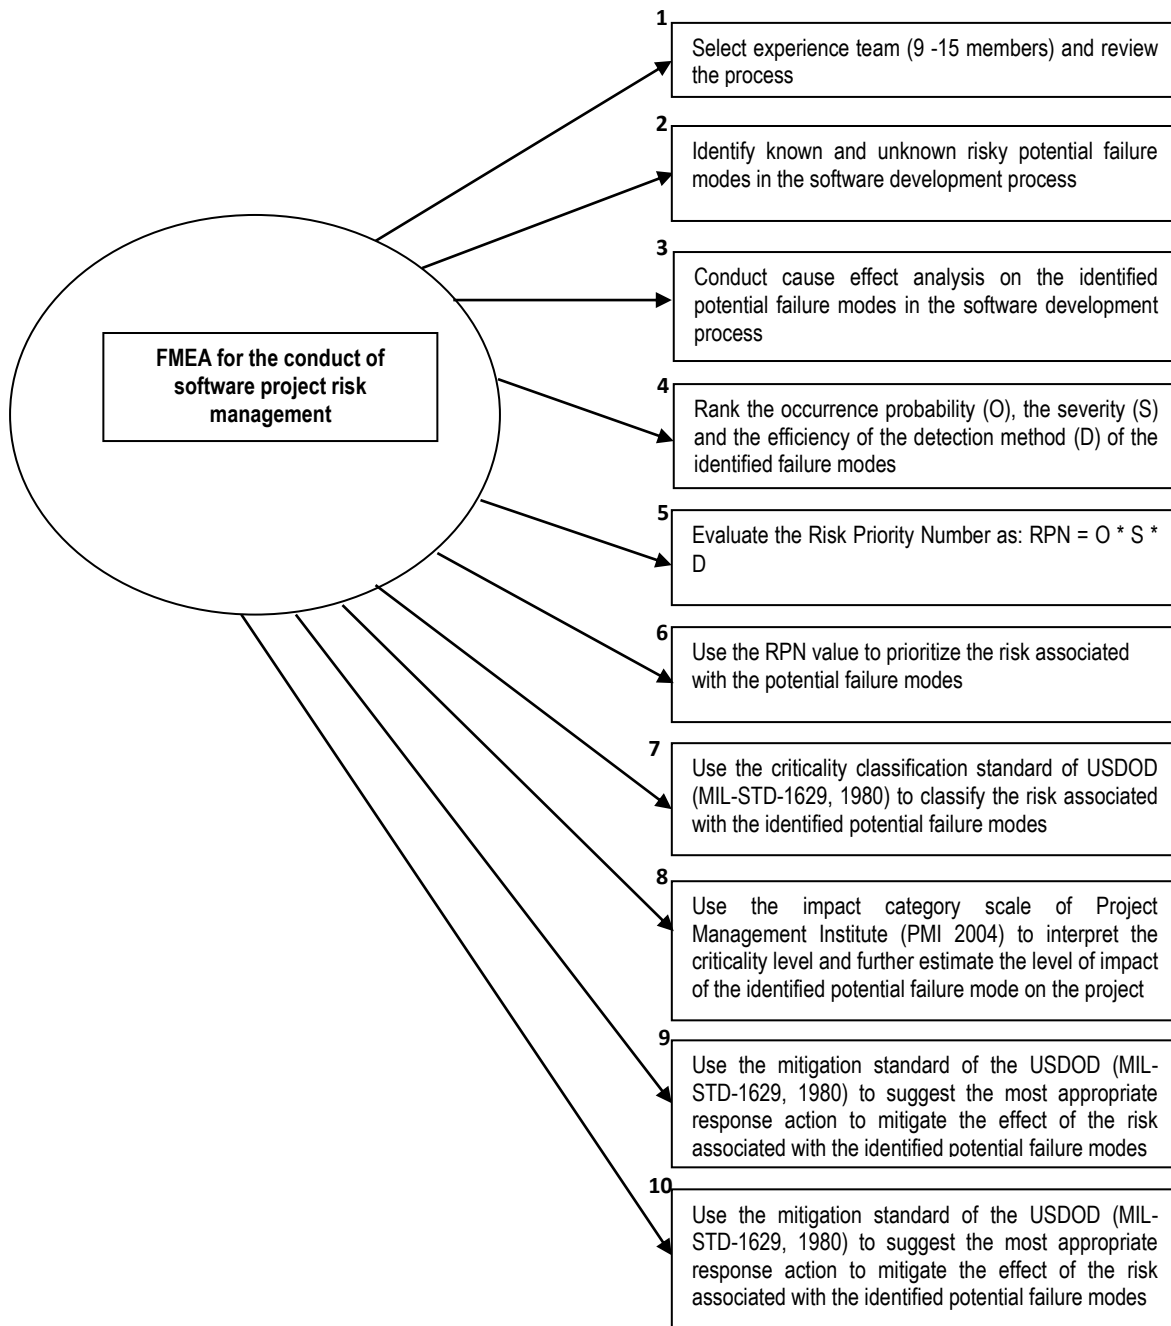 1
Select experience team (9 -15 members) and review
the process
2
Identify known and unknown risky potential failure
modes in the software development process
3
Conduct cause effect analysis on the identified
potential failure modes in the software development
process
FMEA for the conduct of
software project risk
management
4
Rank the occurrence probability (O), the severity (S)
and the efficiency of the detection method (D) of the
identified failure modes
5
Evaluate the Risk Priority Number as: RPN = O * S *
D
6
Use the RPN value to prioritize the risk associated
with the potential failure modes
7
Use the criticality classification standard of USDOD
(MIL-STD-1629, 1980) to classify the risk associated
with the identified potential failure modes
8
Use the impact category scale of Project
Management Institute (PMI 2004) to interpret the
criticality level and further estimate the level of impact
of the identified potential failure mode on the project
9
Use the mitigation standard of the USDOD (MIL-
STD-1629, 1980) to suggest the most appropriate
response action to mitigate the effect of the risk
associated with the identified potential failure modes
10
Use the mitigation standard of the USDOD (MIL-
STD-1629, 1980) to suggest the most appropriate
response action to mitigate the effect of the risk
associated with the identified potential failure modes